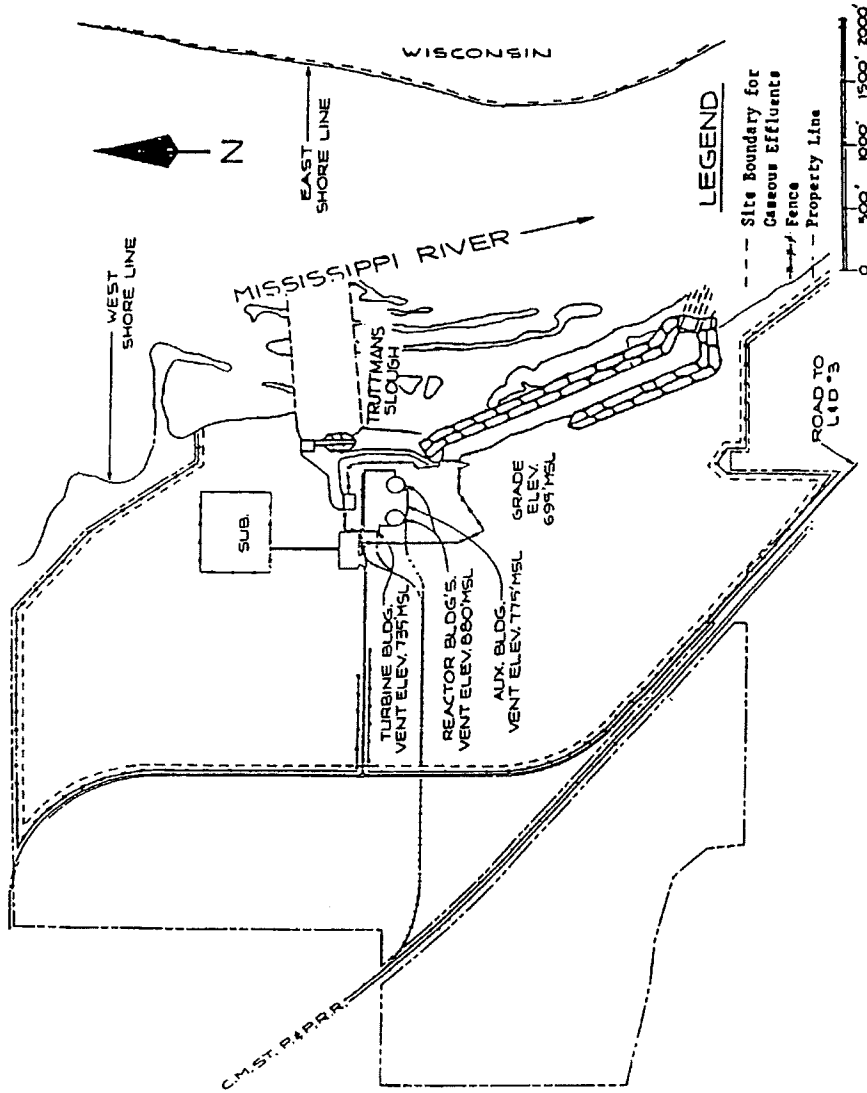 WISCONSIN
EAST
SHORE LINE
N
WEST
SHORE LINE
MISSISSIPPI RIVER
TRUTTMANS
SLOUGH
SUB.
GRADE
ELEV.
695' MSL
TURBINE BLDG.
VENT ELEV. 735' MSL
REACTOR BLDG'S.
VENT ELEV. 880' MSL
AUX. BLDG.
VENT ELEV. 775' MSL
C.M. ST. P. & P. R.R.
ROAD TO
L&D #3
LEGEND
Site Boundary for
Gaseous Effluents
Fence
Property Line
0 500' 1000' 1500' 2000'